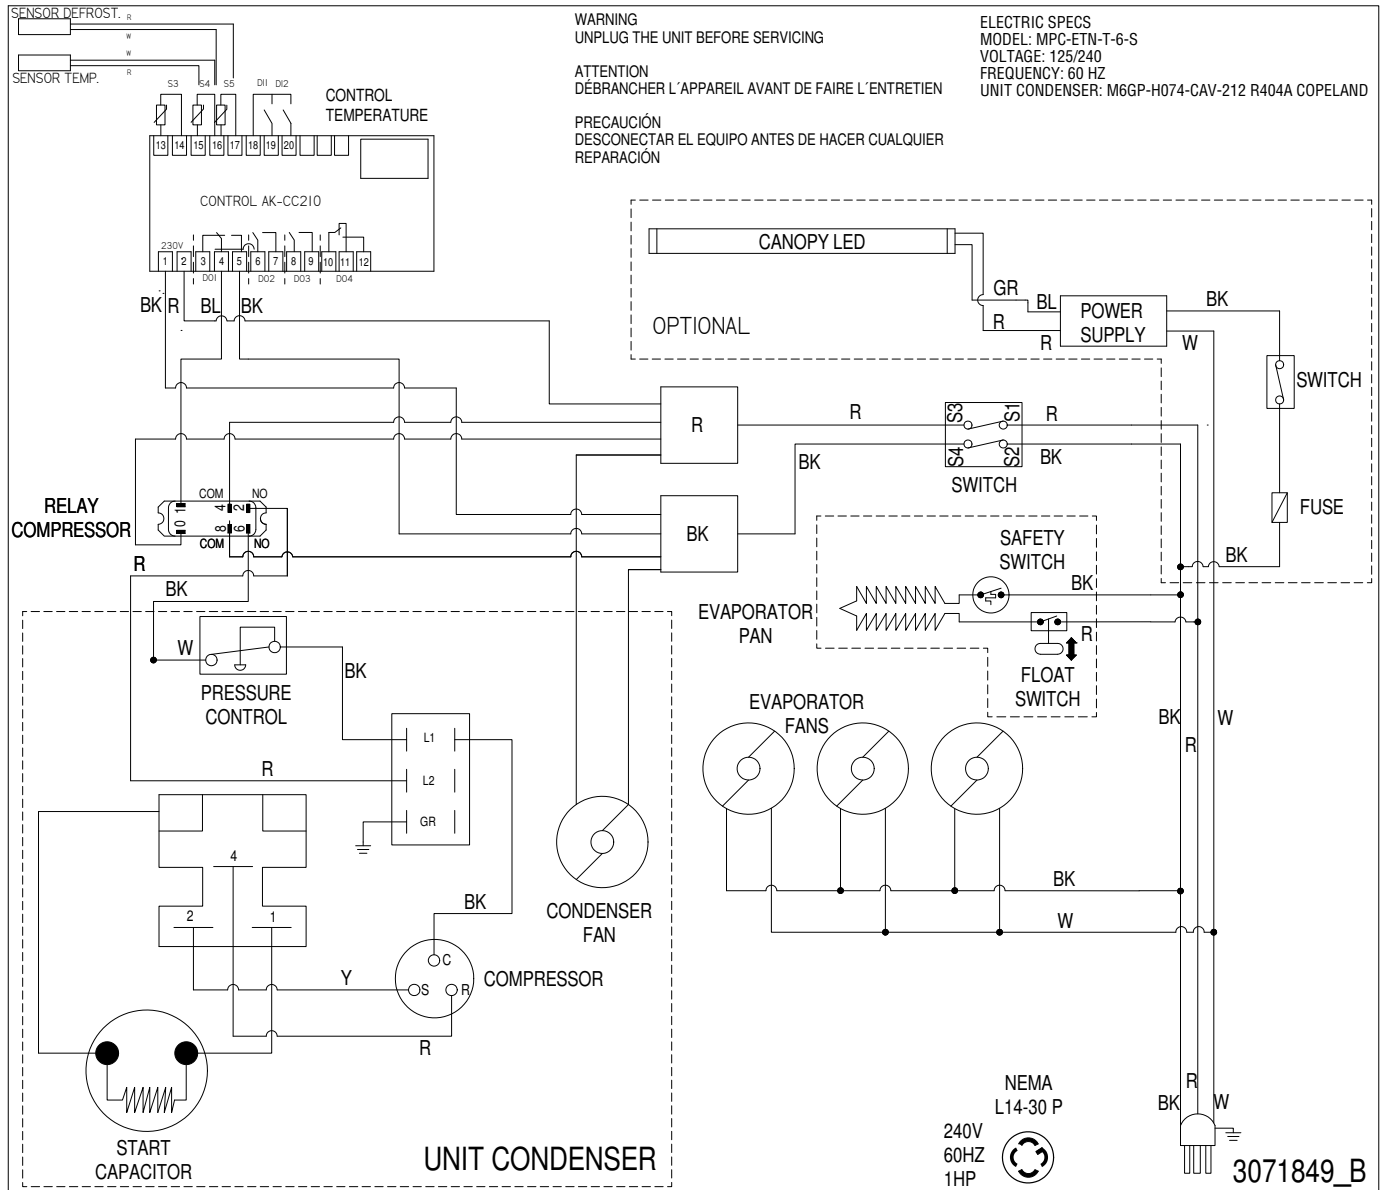 SENSOR DEFROST.
R
W
W
R
SENSOR TEMP.
S3
S4
S5
DI1
DI2
CONTROL
TEMPERATURE
13 14 15 16 17 18 19 20
CONTROL AK-CC210
230V
1 2 3 4 5 6 7 8 9 10 11 12
DO1 DO2 DO3 DO4
BK R BL BK
WARNING
UNPLUG THE UNIT BEFORE SERVICING
ATTENTION
DÉBRANCHER L´APPAREIL AVANT DE FAIRE L´ENTRETIEN
PRECAUCIÓN
DESCONECTAR EL EQUIPO ANTES DE HACER CUALQUIER
REPARACIÓN
ELECTRIC SPECS
MODEL: MPC-ETN-T-6-S
VOLTAGE: 125/240
FREQUENCY: 60 HZ
UNIT CONDENSER: M6GP-H074-CAV-212 R404A COPELAND
CANOPY LED
OPTIONAL
GR
R
BL
R
POWER
SUPPLY
BK
W
SWITCH
FUSE
BK
R
R
S3 S1
S4 S2
R
BK
BK
SWITCH
BK
RELAY
COMPRESSOR
COM NO
1 4 2
0 8 6
COM NO
R
BK
W
PRESSURE
CONTROL
BK
L1
L2
GR
R
4
2
1
BK
C
S
R
COMPRESSOR
Y
R
START
CAPACITOR
CONDENSER
FAN
UNIT CONDENSER
SAFETY
SWITCH
BK
R
EVAPORATOR
PAN
FLOAT
SWITCH
EVAPORATOR
FANS
BK
R
W
BK
W
R
BK
W
NEMA
L14-30 P
240V
60HZ
1HP
3071849_B